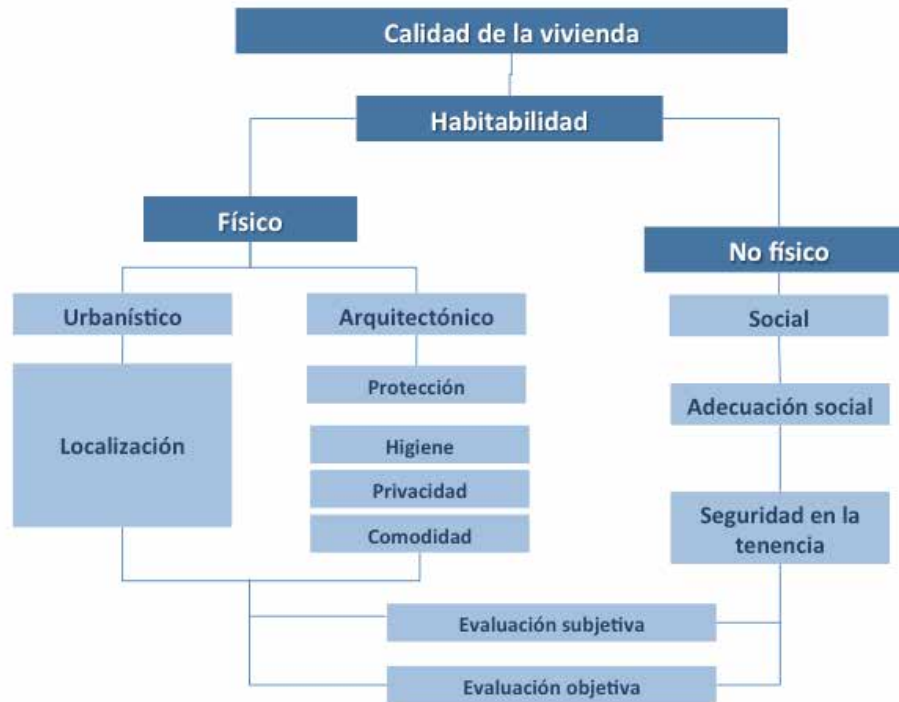 Calidad de la vivienda
Habitabilidad
Físico
No físico
Urbanístico
Arquitectónico
Social
Localización
Protección
Higiene
Privacidad
Comodidad
Adecuación social
Seguridad en la
tenencia
Evaluación subjetiva
Evaluación objetiva